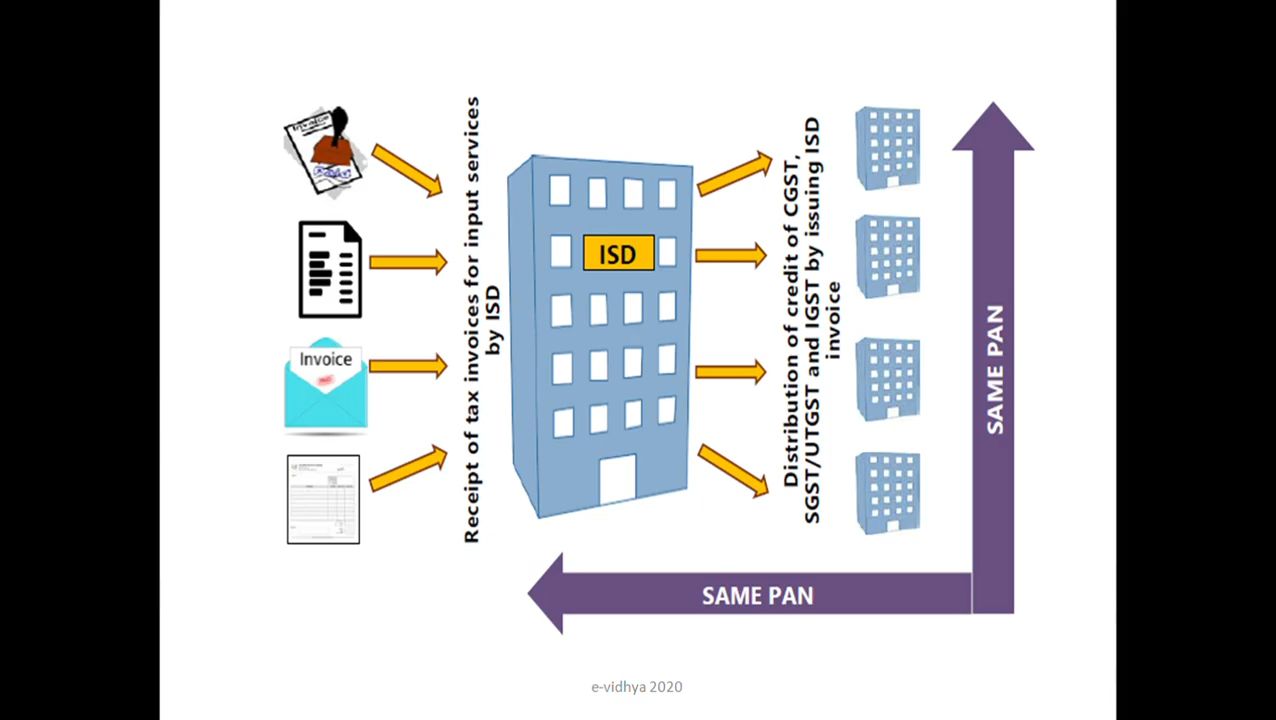 Invoice
Receipt of tax invoices for input services
by ISD
ISD
Distribution of credit of CGST,
SGST/UTGST and IGST by issuing ISD
invoice
SAME PAN
SAME PAN
e-vidhya 2020